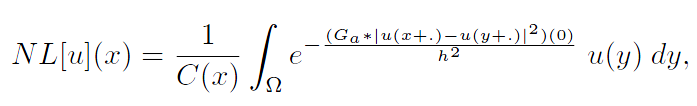 NL[u](x) = \frac{1}{C(x)} \int_{\Omega} e^{-\frac{(G_a * |u(x+.)-u(y+.)|^2)(0)}{h^2}} u(y) dy,